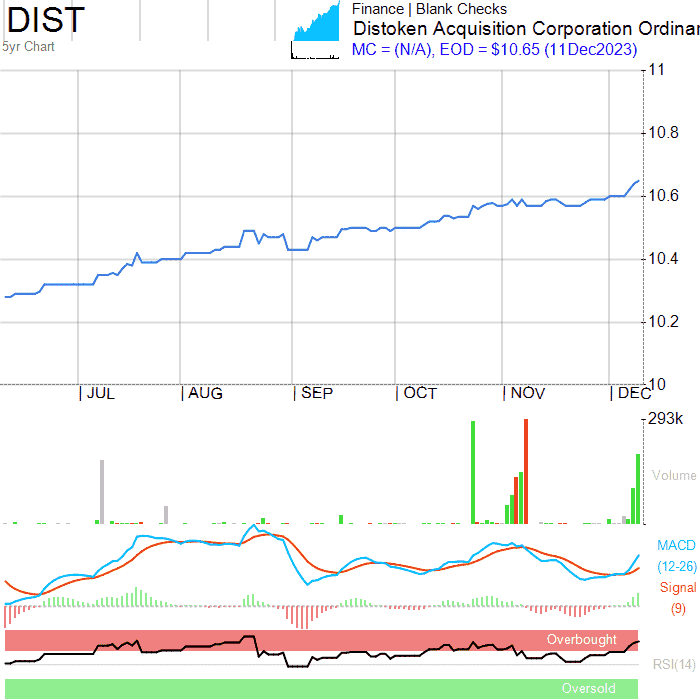 DIST
5yr Chart
Finance | Blank Checks
Distoken Acquisition Corporation Ordinar
MC = (N/A), EOD = $10.65 (11Dec2023)
11
10.8
10.6
10.4
10.2
10
JUL AUG SEP OCT NOV DEC
293k
Volume
MACD
(12-26)
Signal
(9)
Overbought
RSI(14)
Oversold